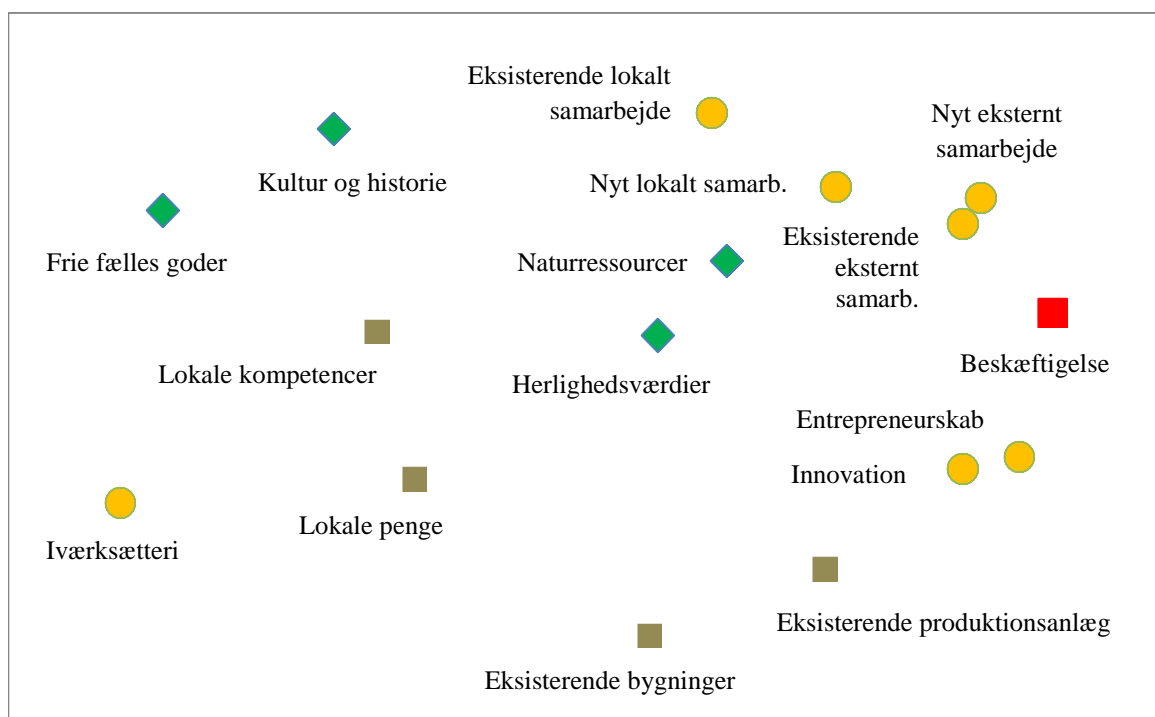 Eksisterende lokalt
samarbejde
Nyt eksternt
samarbejde
Kultur og historie
Nyt lokalt samarb.
Frie fælles goder
Naturressourcer
Eksisterende
eksternt
samarb.
Lokale kompetencer
Herlighedsværdier
Beskæftigelse
Entrepreneurskab
Innovation
Lokale penge
Iværksætteri
Eksisterende produktionsanlæg
Eksisterende bygninger